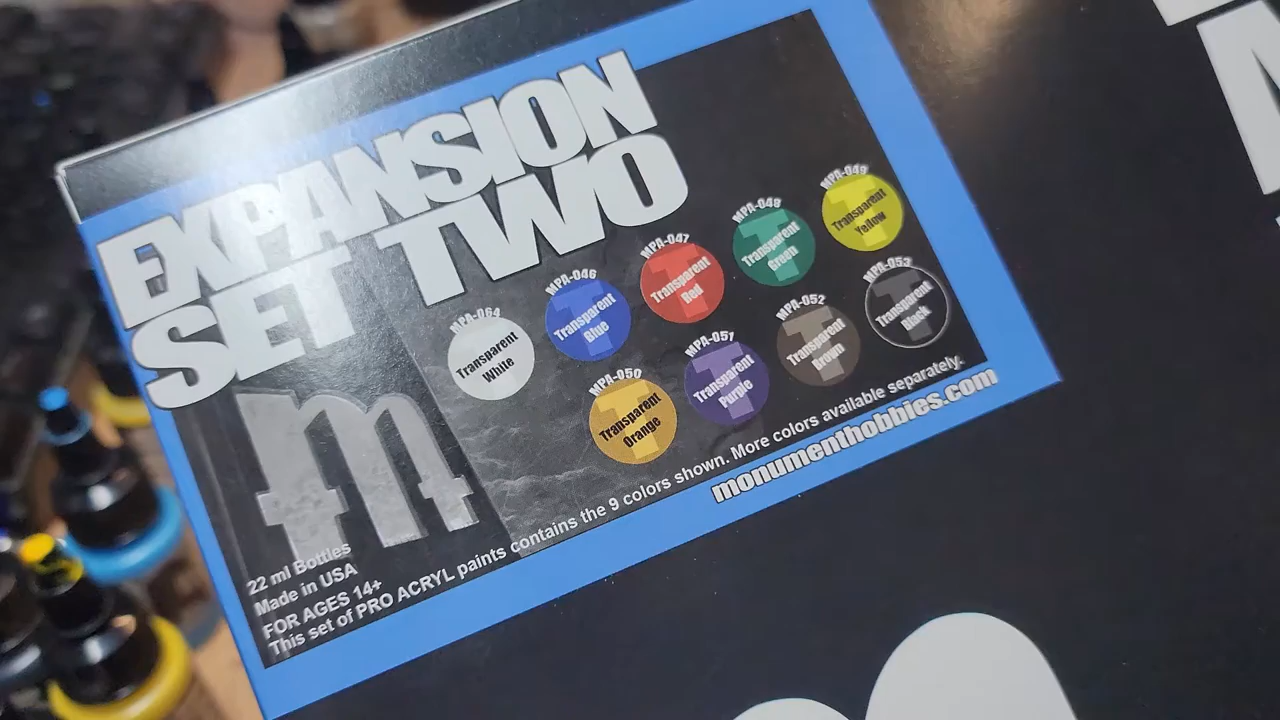 EXPANSION
SET TWO
MPA-064
Transparent
White
MPA-046
Transparent
Blue
MPA-047
Transparent
Red
MPA-048
Transparent
Green
MPA-049
Transparent
Yellow
MPA-050
Transparent
Orange
MPA-051
Transparent
Purple
MPA-052
Transparent
Brown
MPA-053
Transparent
Black
22 ml Bottles
Made in USA
FOR AGES 14+
This set of PRO ACRYL paints contains the 9 colors shown. More colors available separately.
monumenthobbies.com